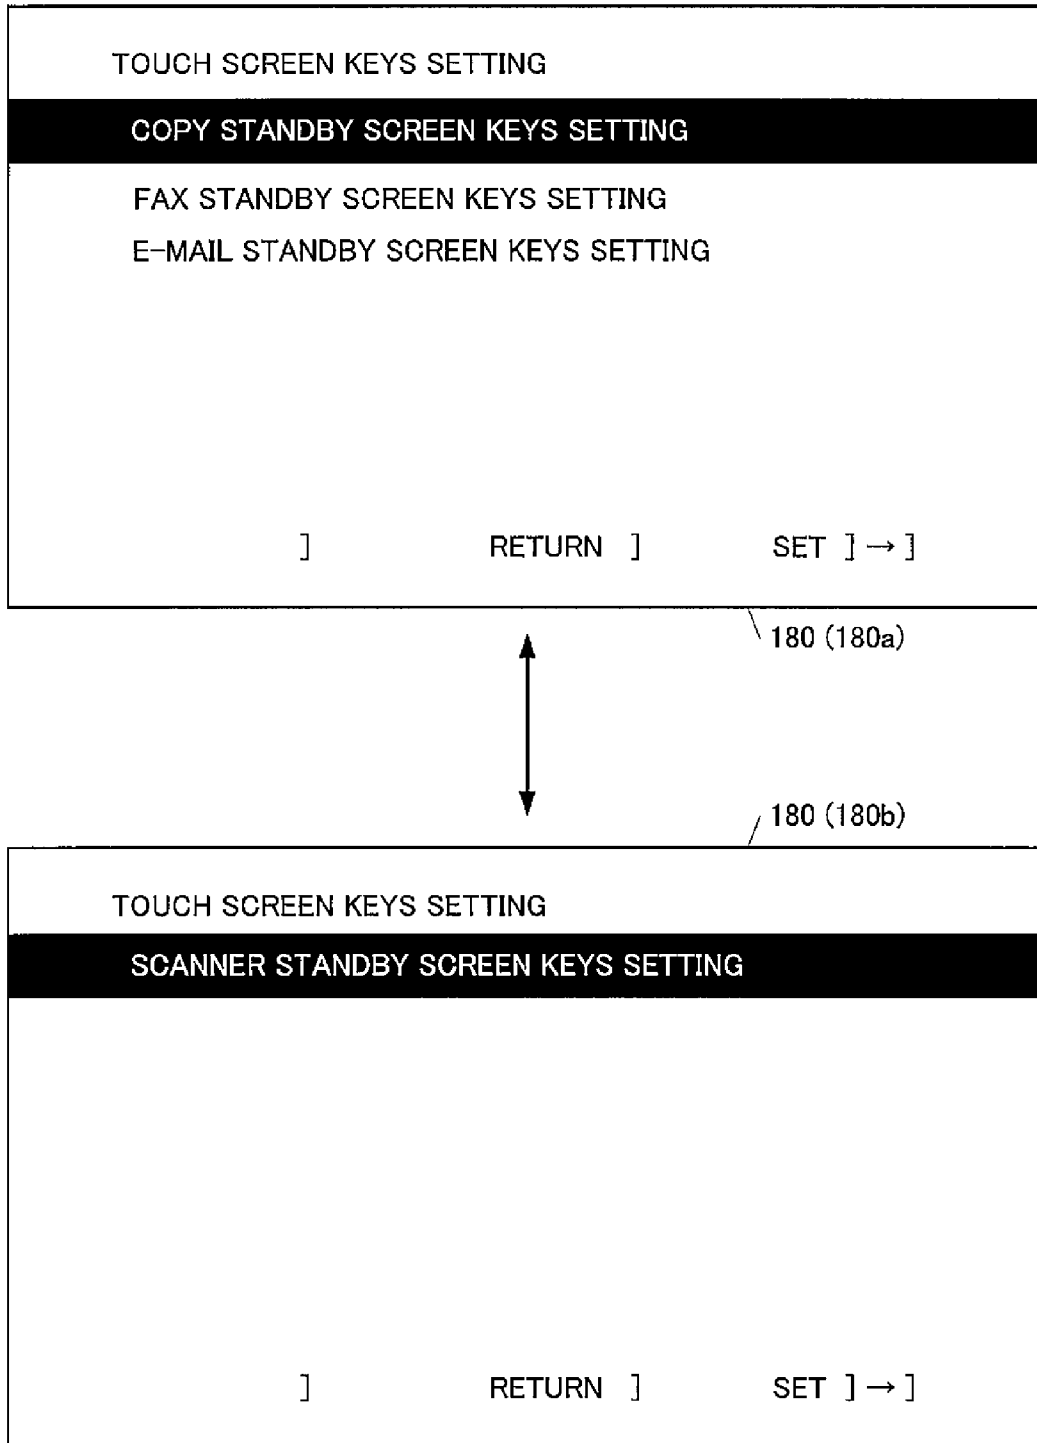 TOUCH SCREEN KEYS SETTING
COPY STANDBY SCREEN KEYS SETTING
FAX STANDBY SCREEN KEYS SETTING
E-MAIL STANDBY SCREEN KEYS SETTING
] RETURN ] SET ]→]
180 (180a)
180 (180b)
TOUCH SCREEN KEYS SETTING
SCANNER STANDBY SCREEN KEYS SETTING
] RETURN ] SET ]→]